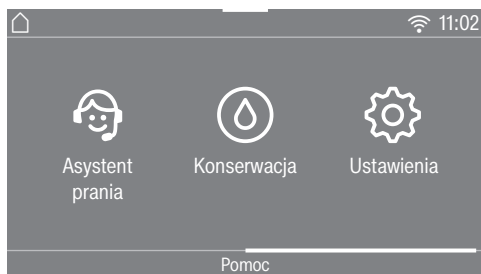 11:02
Asystent
prania
Konserwacja
Ustawienia
Pomoc